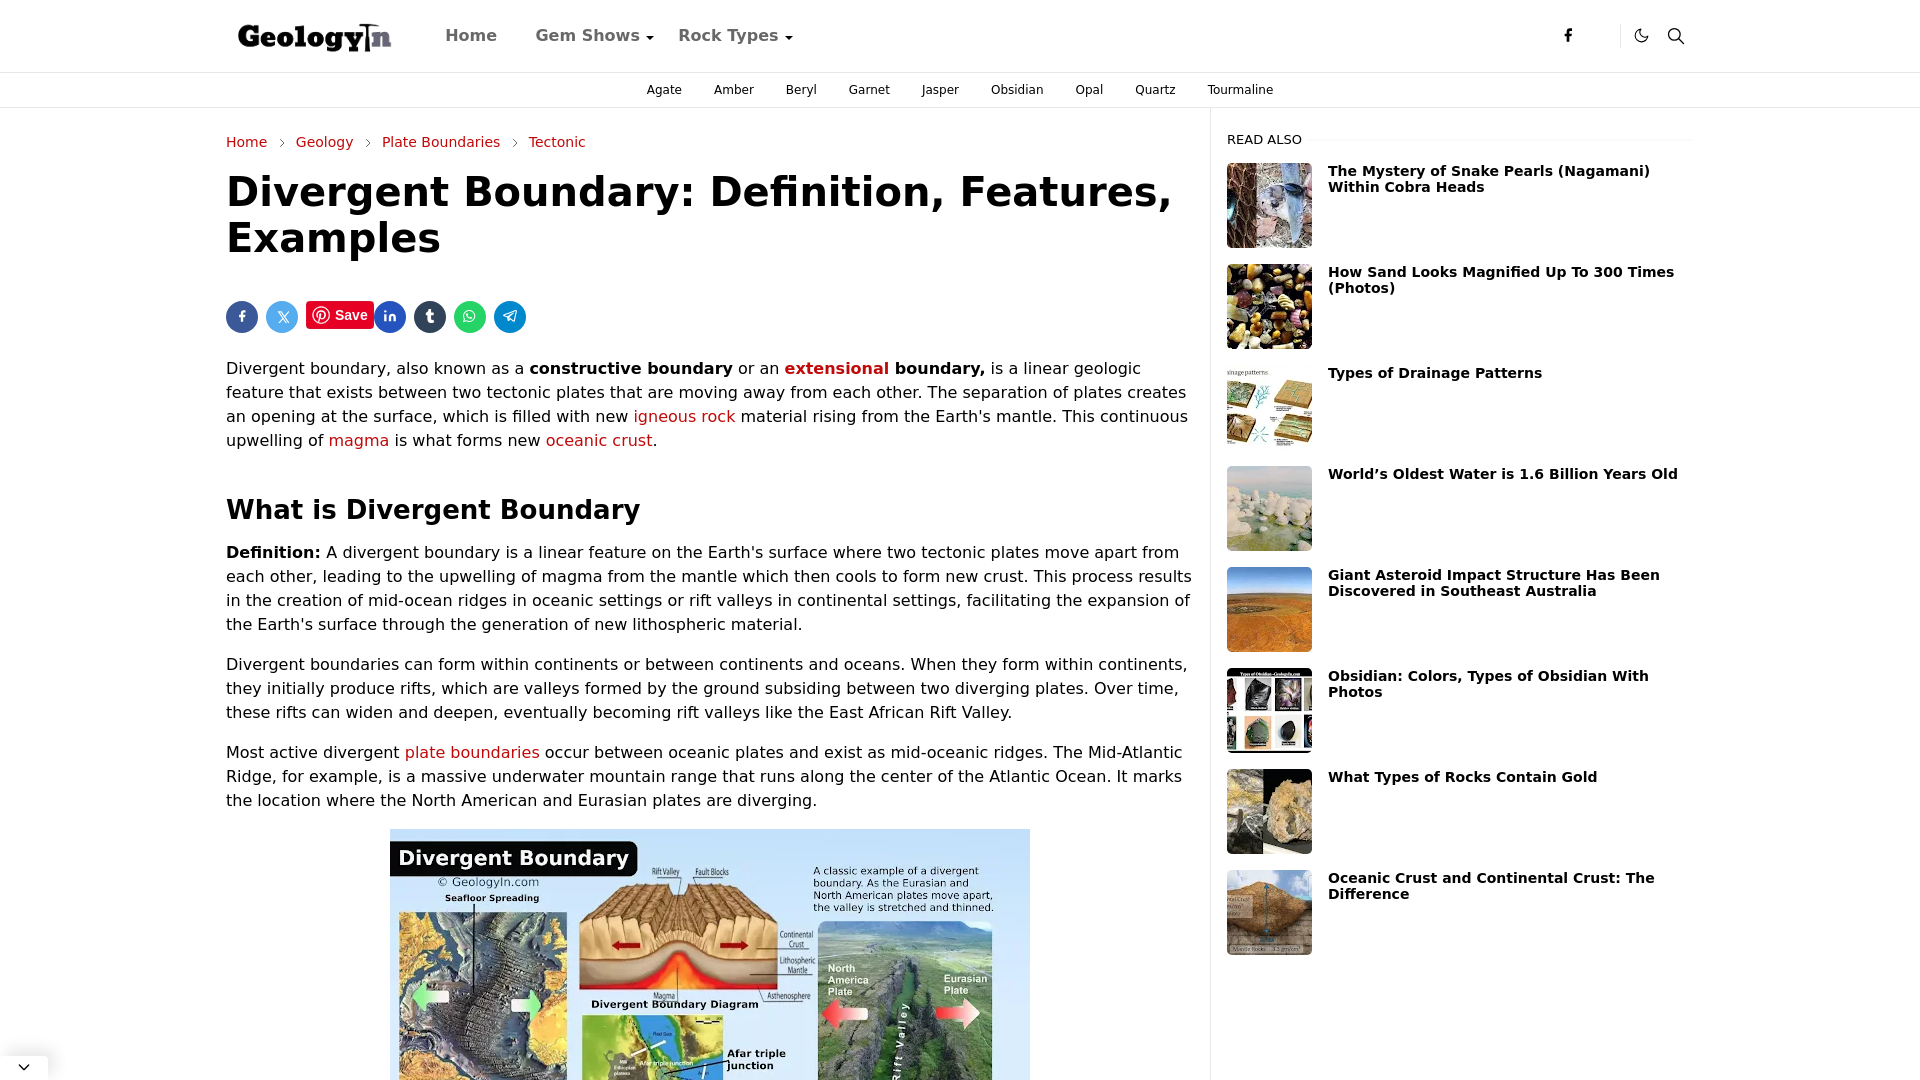 GeologyIn
Home
Gem Shows
Rock Types
Agate
Amber
Beryl
Garnet
Jasper
Obsidian
Opal
Quartz
Tourmaline
Home
Geology
Plate Boundaries
Tectonic
Divergent Boundary: Definition, Features,
Examples
Save
Divergent boundary, also known as a constructive boundary or an extensional boundary, is a linear geologic
feature that exists between two tectonic plates that are moving away from each other. The separation of plates creates
an opening at the surface, which is filled with new igneous rock material rising from the Earth's mantle. This continuous
upwelling of magma is what forms new oceanic crust.
What is Divergent Boundary
Definition: A divergent boundary is a linear feature on the Earth's surface where two tectonic plates move apart from
each other, leading to the upwelling of magma from the mantle which then cools to form new crust. This process results
in the creation of mid-ocean ridges in oceanic settings or rift valleys in continental settings, facilitating the expansion of
the Earth's surface through the generation of new lithospheric material.
Divergent boundaries can form within continents or between continents and oceans. When they form within continents,
they initially produce rifts, which are valleys formed by the ground subsiding between two diverging plates. Over time,
these rifts can widen and deepen, eventually becoming rift valleys like the East African Rift Valley.
Most active divergent plate boundaries occur between oceanic plates and exist as mid-oceanic ridges. The Mid-Atlantic
Ridge, for example, is a massive underwater mountain range that runs along the center of the Atlantic Ocean. It marks
the location where the North American and Eurasian plates are diverging.
Divergent Boundary
© GeologyIn.com
Seafloor Spreading
Rift Valley
Fault Blocks
Continental
Crust
Lithospheric
Mantle
Magma
Asthenosphere
Divergent Boundary Diagram
Red Sea
Afar triple junction
Afar triple
junction
A classic example of a divergent
boundary. As the Eurasian and
North American plates move apart,
the valley is stretched and thinned.
North
America
Plate
Eurasian
Plate
Rift Valley
READ ALSO
The Mystery of Snake Pearls (Nagamani)
Within Cobra Heads
How Sand Looks Magnified Up To 300 Times
(Photos)
Types of Drainage Patterns
World’s Oldest Water is 1.6 Billion Years Old
Giant Asteroid Impact Structure Has Been
Discovered in Southeast Australia
Obsidian: Colors, Types of Obsidian With
Photos
What Types of Rocks Contain Gold
Oceanic Crust and Continental Crust: The
Difference